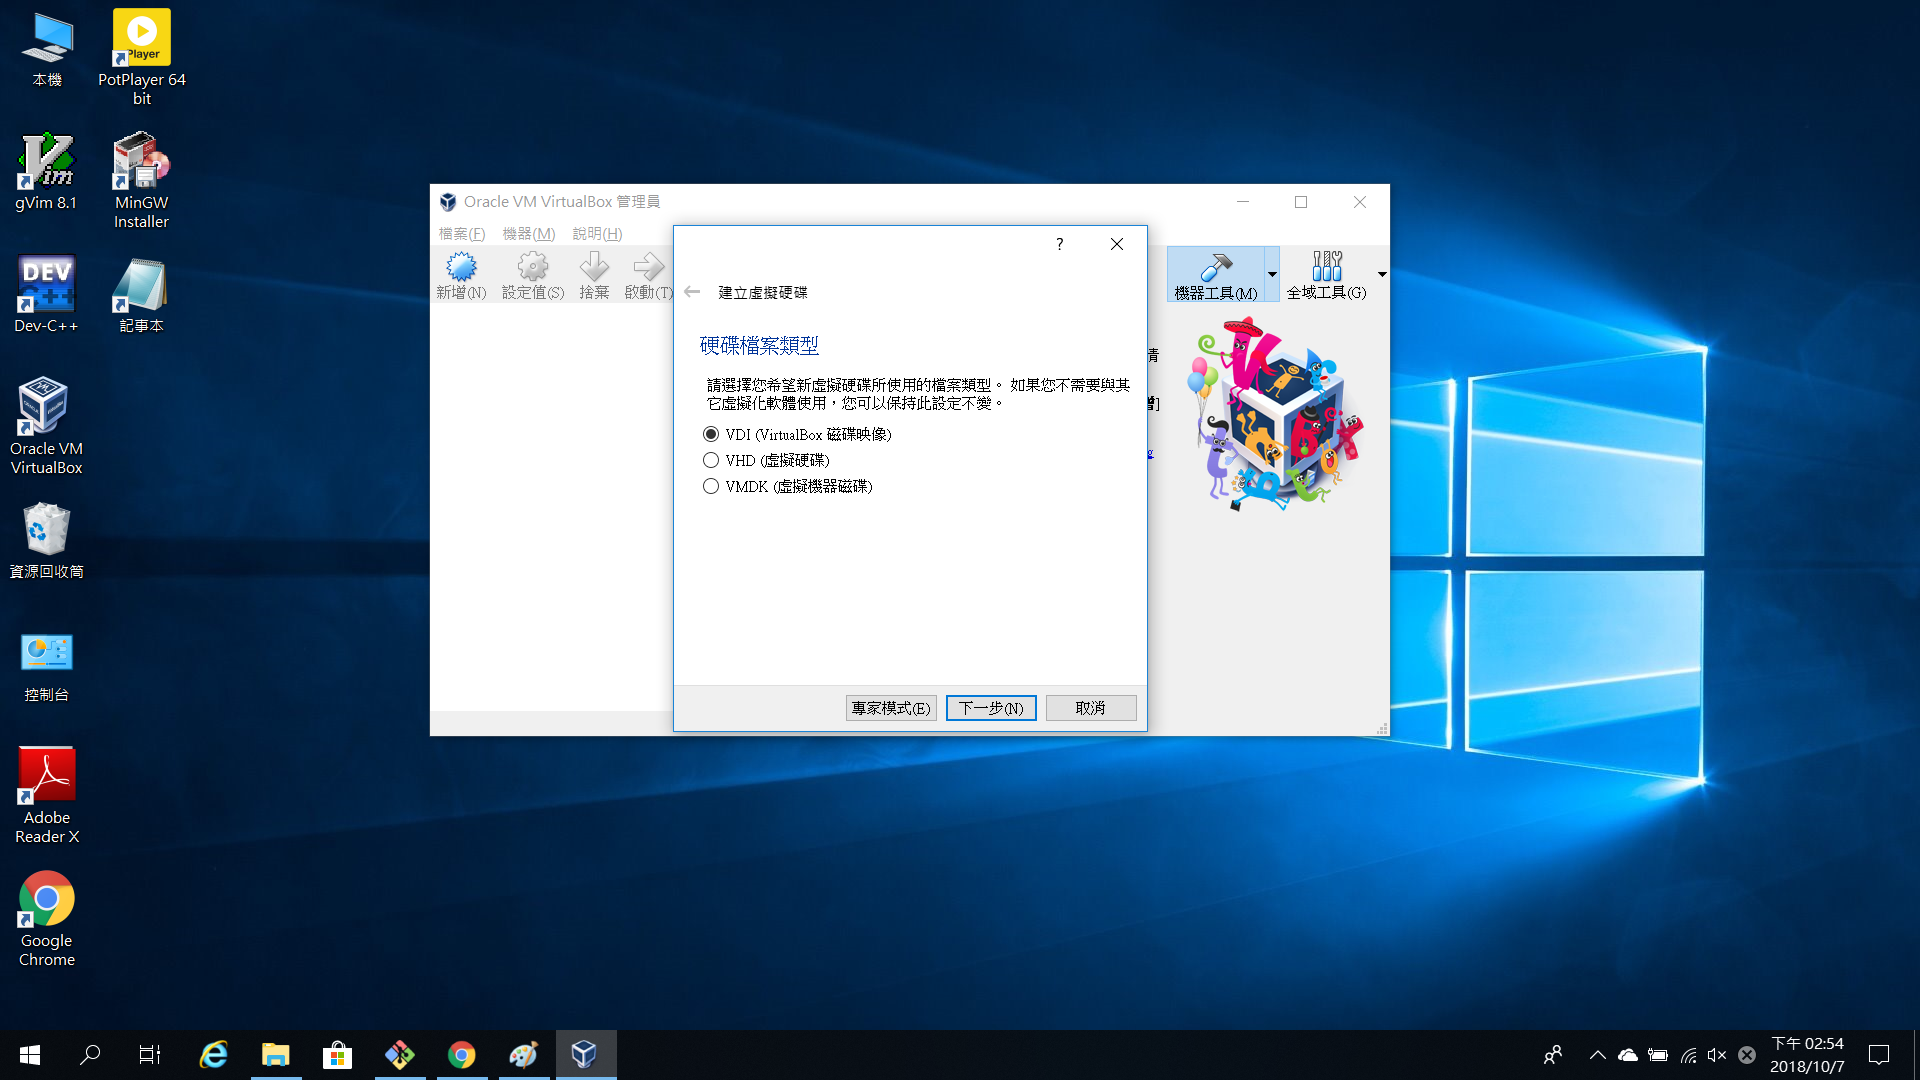 本機
Player
PotPlayer 64
bit
Vim
gVim 8.1
MinGW
Installer
DEV
C++
Dev-C++
記事本
Oracle VM
VirtualBox
資源回收筒
控制台
Adobe
Reader X
Google
Chrome
Oracle VM VirtualBox 管理員
檔案(F) 機器(M) 說明(H)
新增(N) 設定值(S) 捨棄 啟動(T)
機器工具(M) 全域工具(G)
?
建立虛擬硬碟
硬碟檔案類型
請選擇您希望新虛擬硬碟所使用的檔案類型。 如果您不需要與其
它虛擬化軟體使用，您可以保持此設定不變。
VDI (VirtualBox 磁碟映像)
VHD (虛擬硬碟)
VMDK (虛擬機器磁碟)
專家模式(E) 下一步(N) 取消
下午 02:54
2018/10/7